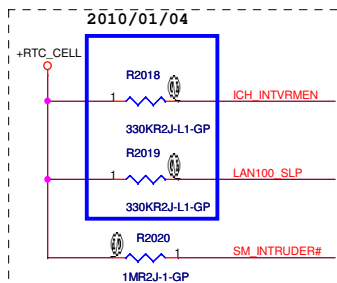 2010/01/04
+RTC_CELL
R2018
1
ICH_INTVRMEN
330KR2J-L1-GP
R2019
1
LAN100_SLP
330KR2J-L1-GP
R2020
1
SM_INTRUDER#
1MR2J-1-GP